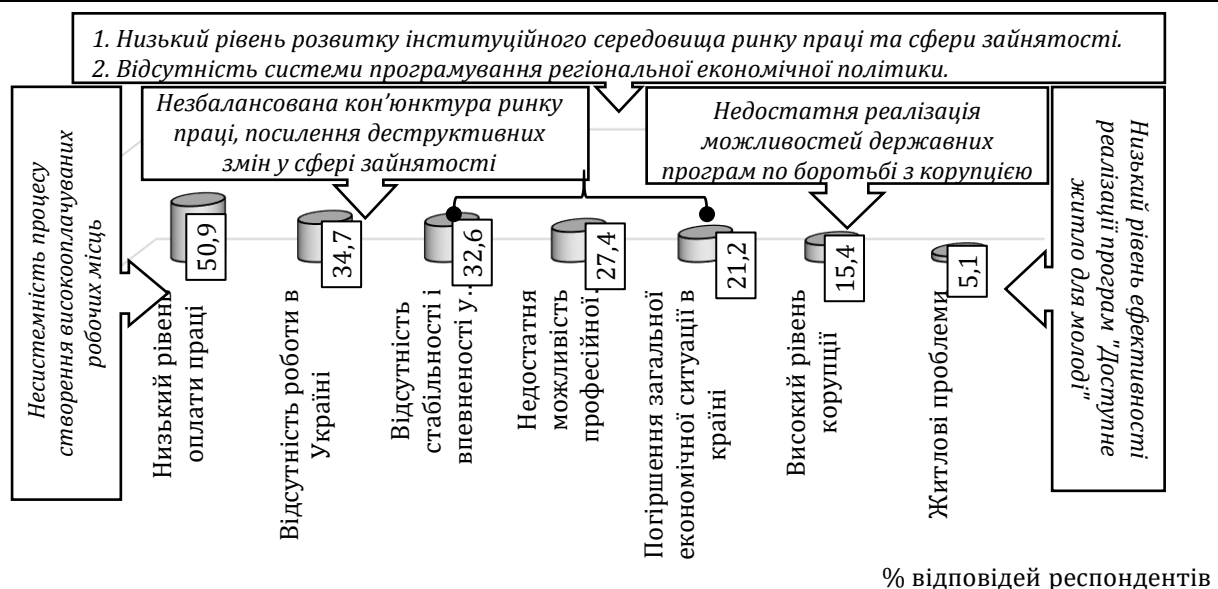 1. Низький рівень розвитку інституційного середовища ринку праці та сфери зайнятості.
2. Відсутність системи програмування регіональної економічної політики.
Несистемність процесу
створення високооплачуваних
робочих місць
Незбалансована кон’юнктура ринку
праці, посилення деструктивних
змін у сфері зайнятості
Недостатня реалізація
можливостей державних
програм по боротьбі з корупцією
Низький рівень ефективності
реалізації програм "Доступне
житло для молоді"
50,9
34,7
32,6
27,4
21,2
15,4
5,1
Низький рівень
оплати праці
Відсутність роботи в
Україні
Відсутність
стабільності і
впевненості у..
Недостатня
можливість
професійної.
Погіршення загальної
економічної ситуації в
країні
Високий рівень
корупції
Житлові проблеми
% відповідей респондентів